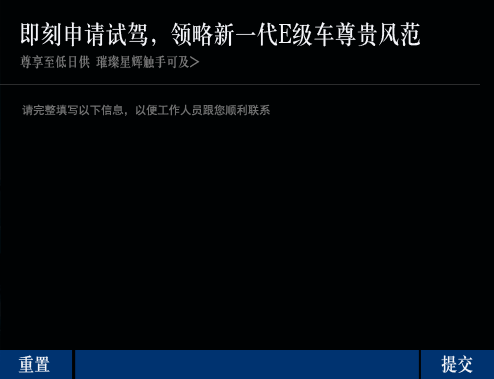 即刻申请试驾，领略新一代E级车尊贵风范
尊享至低日供 璀璨星辉触手可及>
请完整填写以下信息，以便工作人员跟您顺利联系
重置
提交